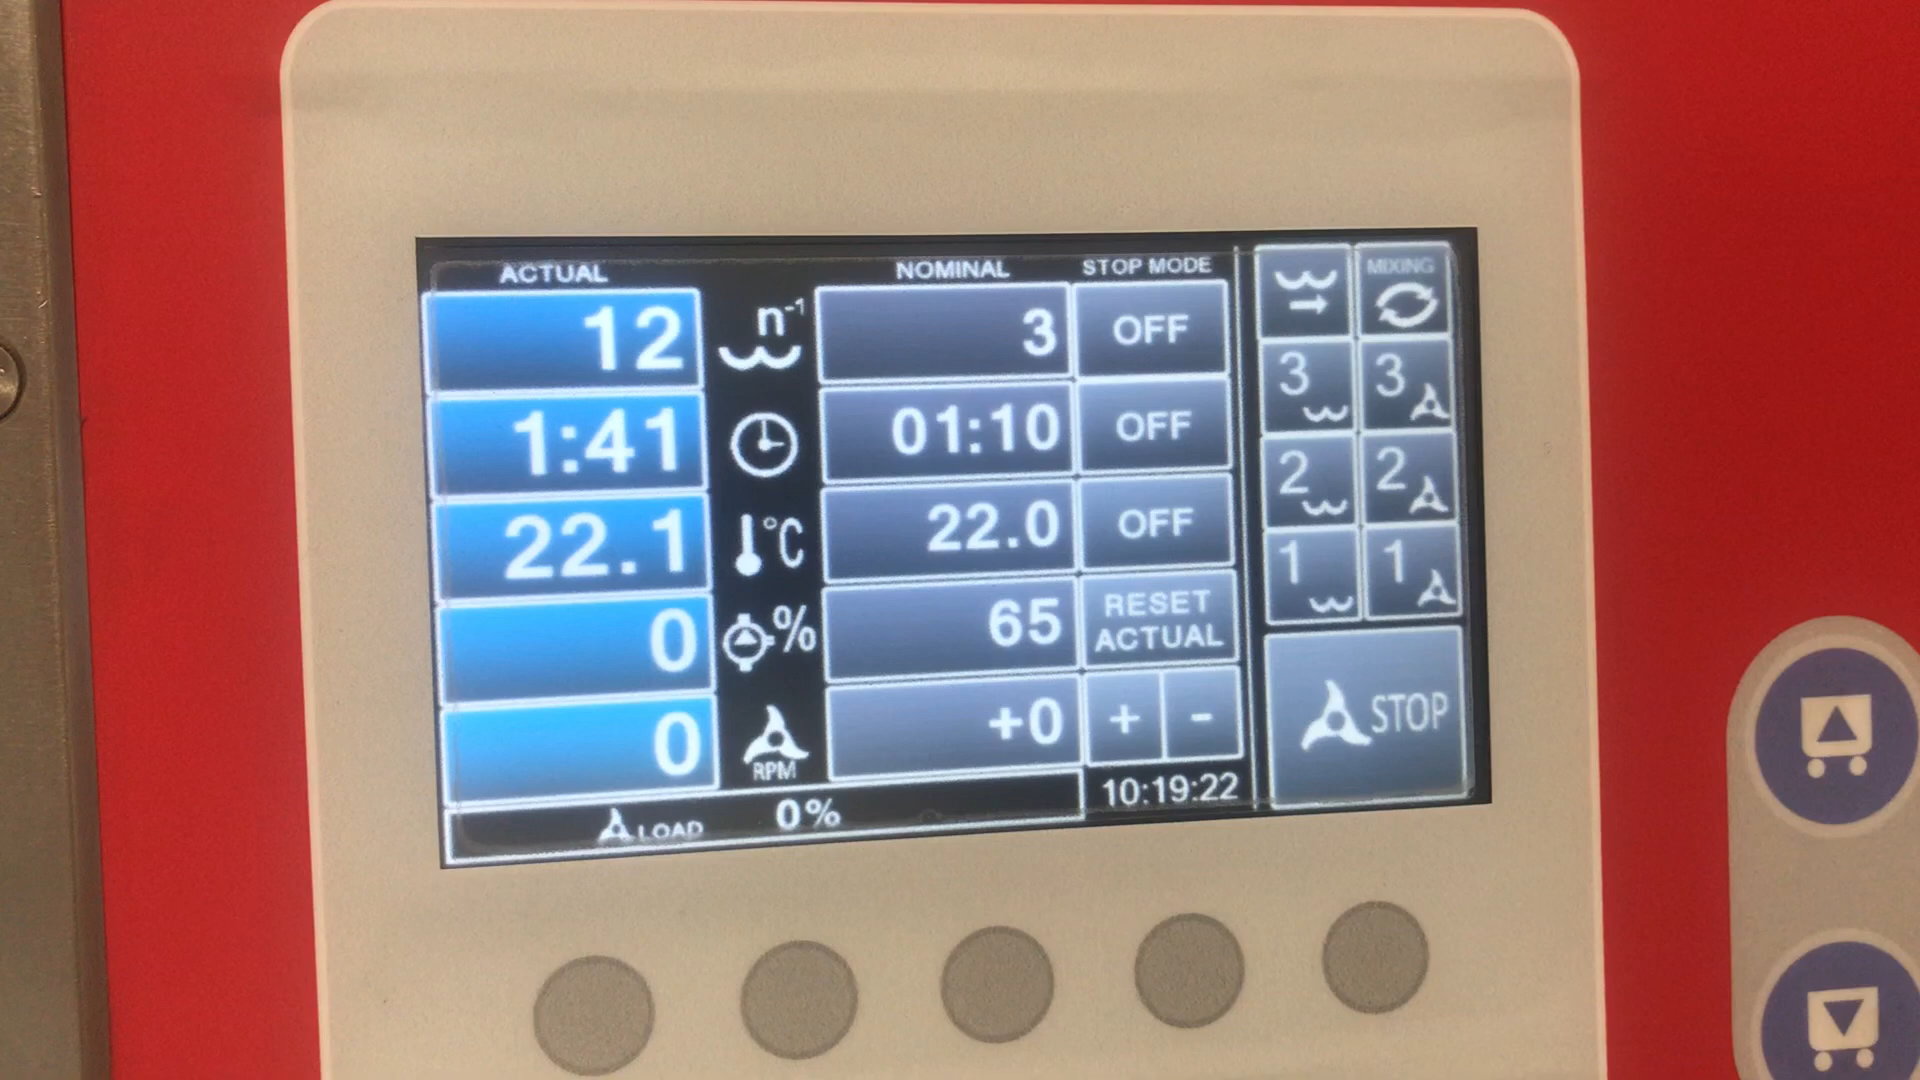 ACTUAL NOMINAL STOP MODE MIXING
12 n⁻¹ 3 OFF
1:41 01:10 OFF
22.1 °C 22.0 OFF
0 % 65 RESET
ACTUAL
0 RPM +0 + -
LOAD 0% 10:19:22
3 3
2 2
1 1
STOP